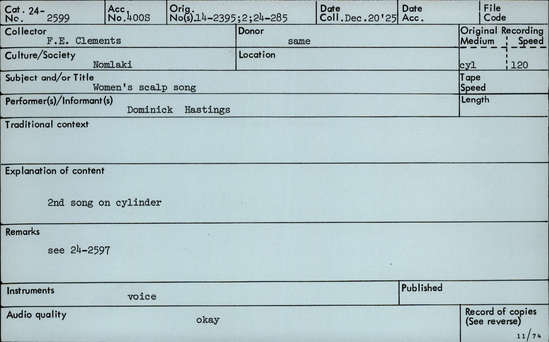 Cat. 24- Acc. Orig. Date Date File
No. 2599 No. 400S No(s). 14-2395;2;24-285 Coll. Dec. 20'25 Acc. Code
Collector Donor Original Recording
F.E. Clements same Medium Speed
Culture/Society Location
Nomlaki cyl 120
Subject and/or Title Tape
Women's scalp song Speed
Performer(s)/Informant(s) Length
Dominick Hastings
Traditional context
Explanation of content
2nd song on cylinder
Remarks
see 24-2597
Instruments Published
voice
Audio quality Record of copies
okay (See reverse)
11/74